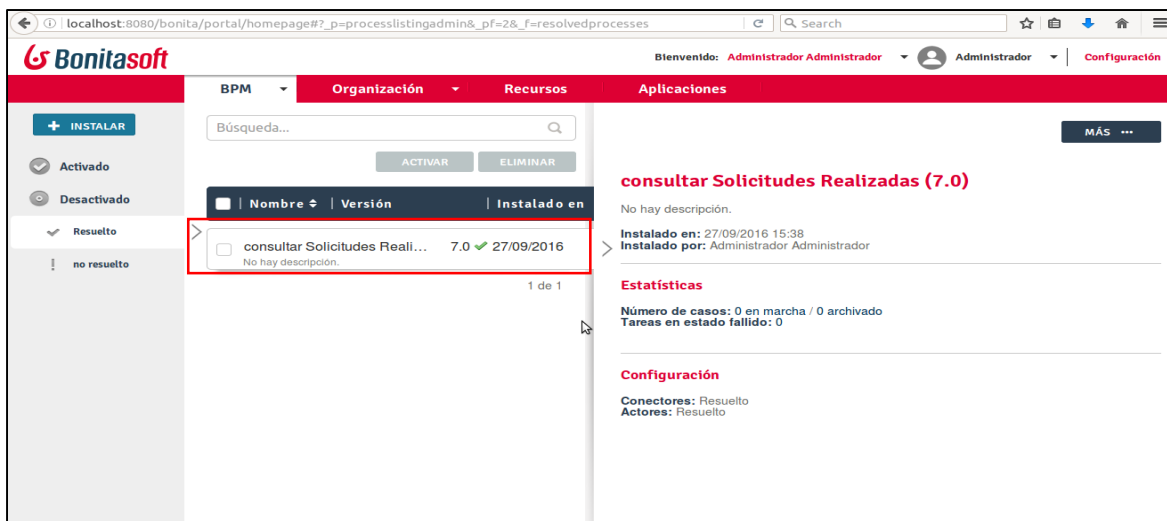 localhost:8080/bonita/portal/homepage#?_p=processlistingadmin&_pf=2&_f=resolvedprocesses
Search
Bonitasoft
Bienvenido: Administrador Administrador
Administrador
Configuración
BPM
Organización
Recursos
Aplicaciones
+ INSTALAR
Activado
Desactivado
Resuelto
no resuelto
Búsqueda...
ACTIVAR
ELIMINAR
| Nombre | Versión | Instalado en
consultar Solicitudes Reali... 7.0 27/09/2016
No hay descripción.
1 de 1
MÁS ...
consultar Solicitudes Realizadas (7.0)
No hay descripción.
Instalado en: 27/09/2016 15:38
Instalado por: Administrador Administrador
Estatísticas
Número de casos: 0 en marcha / 0 archivado
Tareas en estado fallido: 0
Configuración
Conectores: Resuelto
Actores: Resuelto